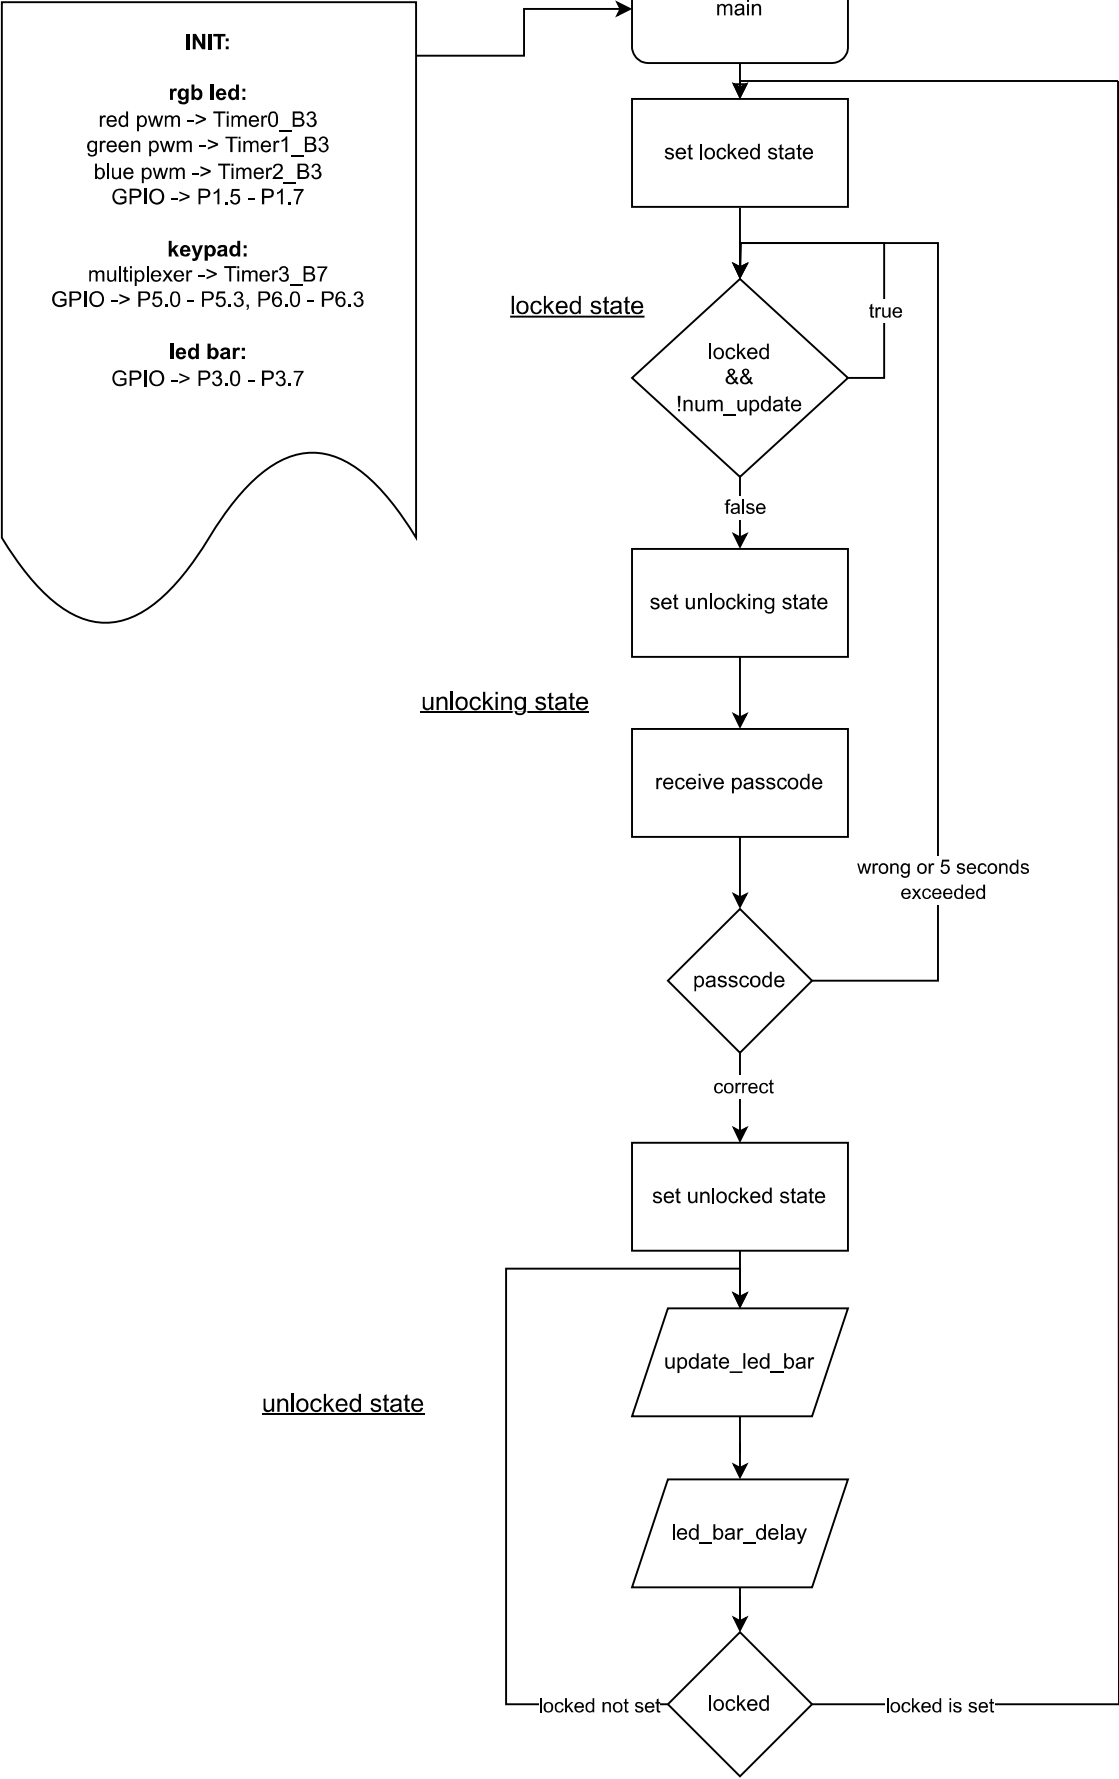 INIT:
rgb led:
red pwm -> Timer0_B3
green pwm -> Timer1_B3
blue pwm -> Timer2_B3
GPIO -> P1.5 - P1.7
keypad:
multiplexer -> Timer3_B7
GPIO -> P5.0 - P5.3, P6.0 - P6.3
led bar:
GPIO -> P3.0 - P3.7
main
set locked state
locked state
locked
&&
!num_update
true
false
set unlocking state
unlocking state
receive passcode
wrong or 5 seconds
exceeded
passcode
correct
set unlocked state
update_led_bar
unlocked state
led_bar_delay
locked not set
locked
locked is set